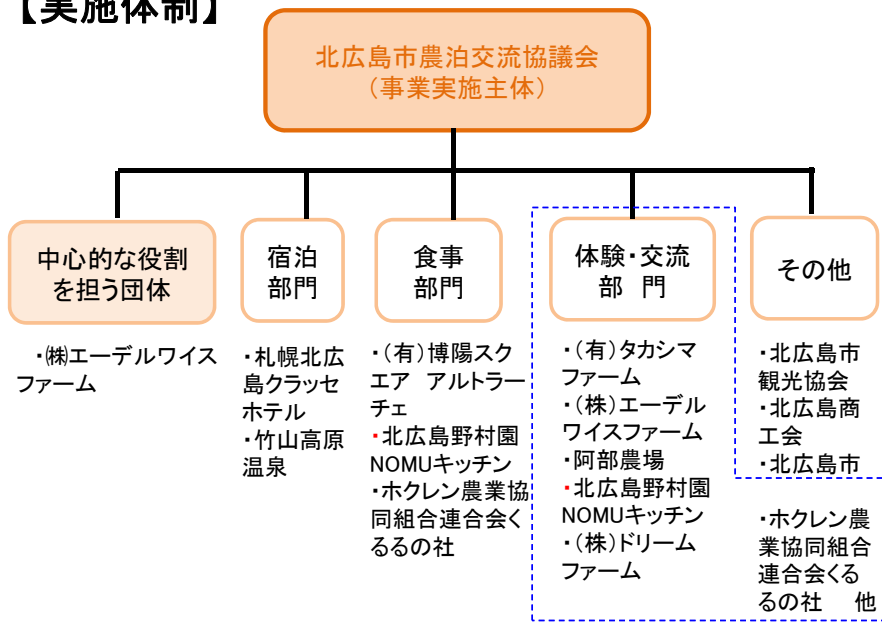 【実施体制】
北広島市農泊交流協議会
（事業実施主体）
中心的な役割
を担う団体
・㈱エーデルワイス
ファーム
宿泊
部門
・札幌北広
島クラッセ
ホテル
・竹山高原
温泉
食事
部門
・（有）博陽スク
エア　アルトラー
チェ
・北広島野村園
NOMUキッチン
・ホクレン農業協
同組合連合会く
るるの社
体験・交流
部　門
・（有）タカシマ
ファーム
・（株）エーデル
ワイスファーム
・阿部農場
・北広島野村園
NOMUキッチン
・（株）ドリーム
ファーム
その他
・北広島市
観光協会
・北広島商
工会
・北広島市
・ホクレン農
業協同組合
連合会くる
るの社　他